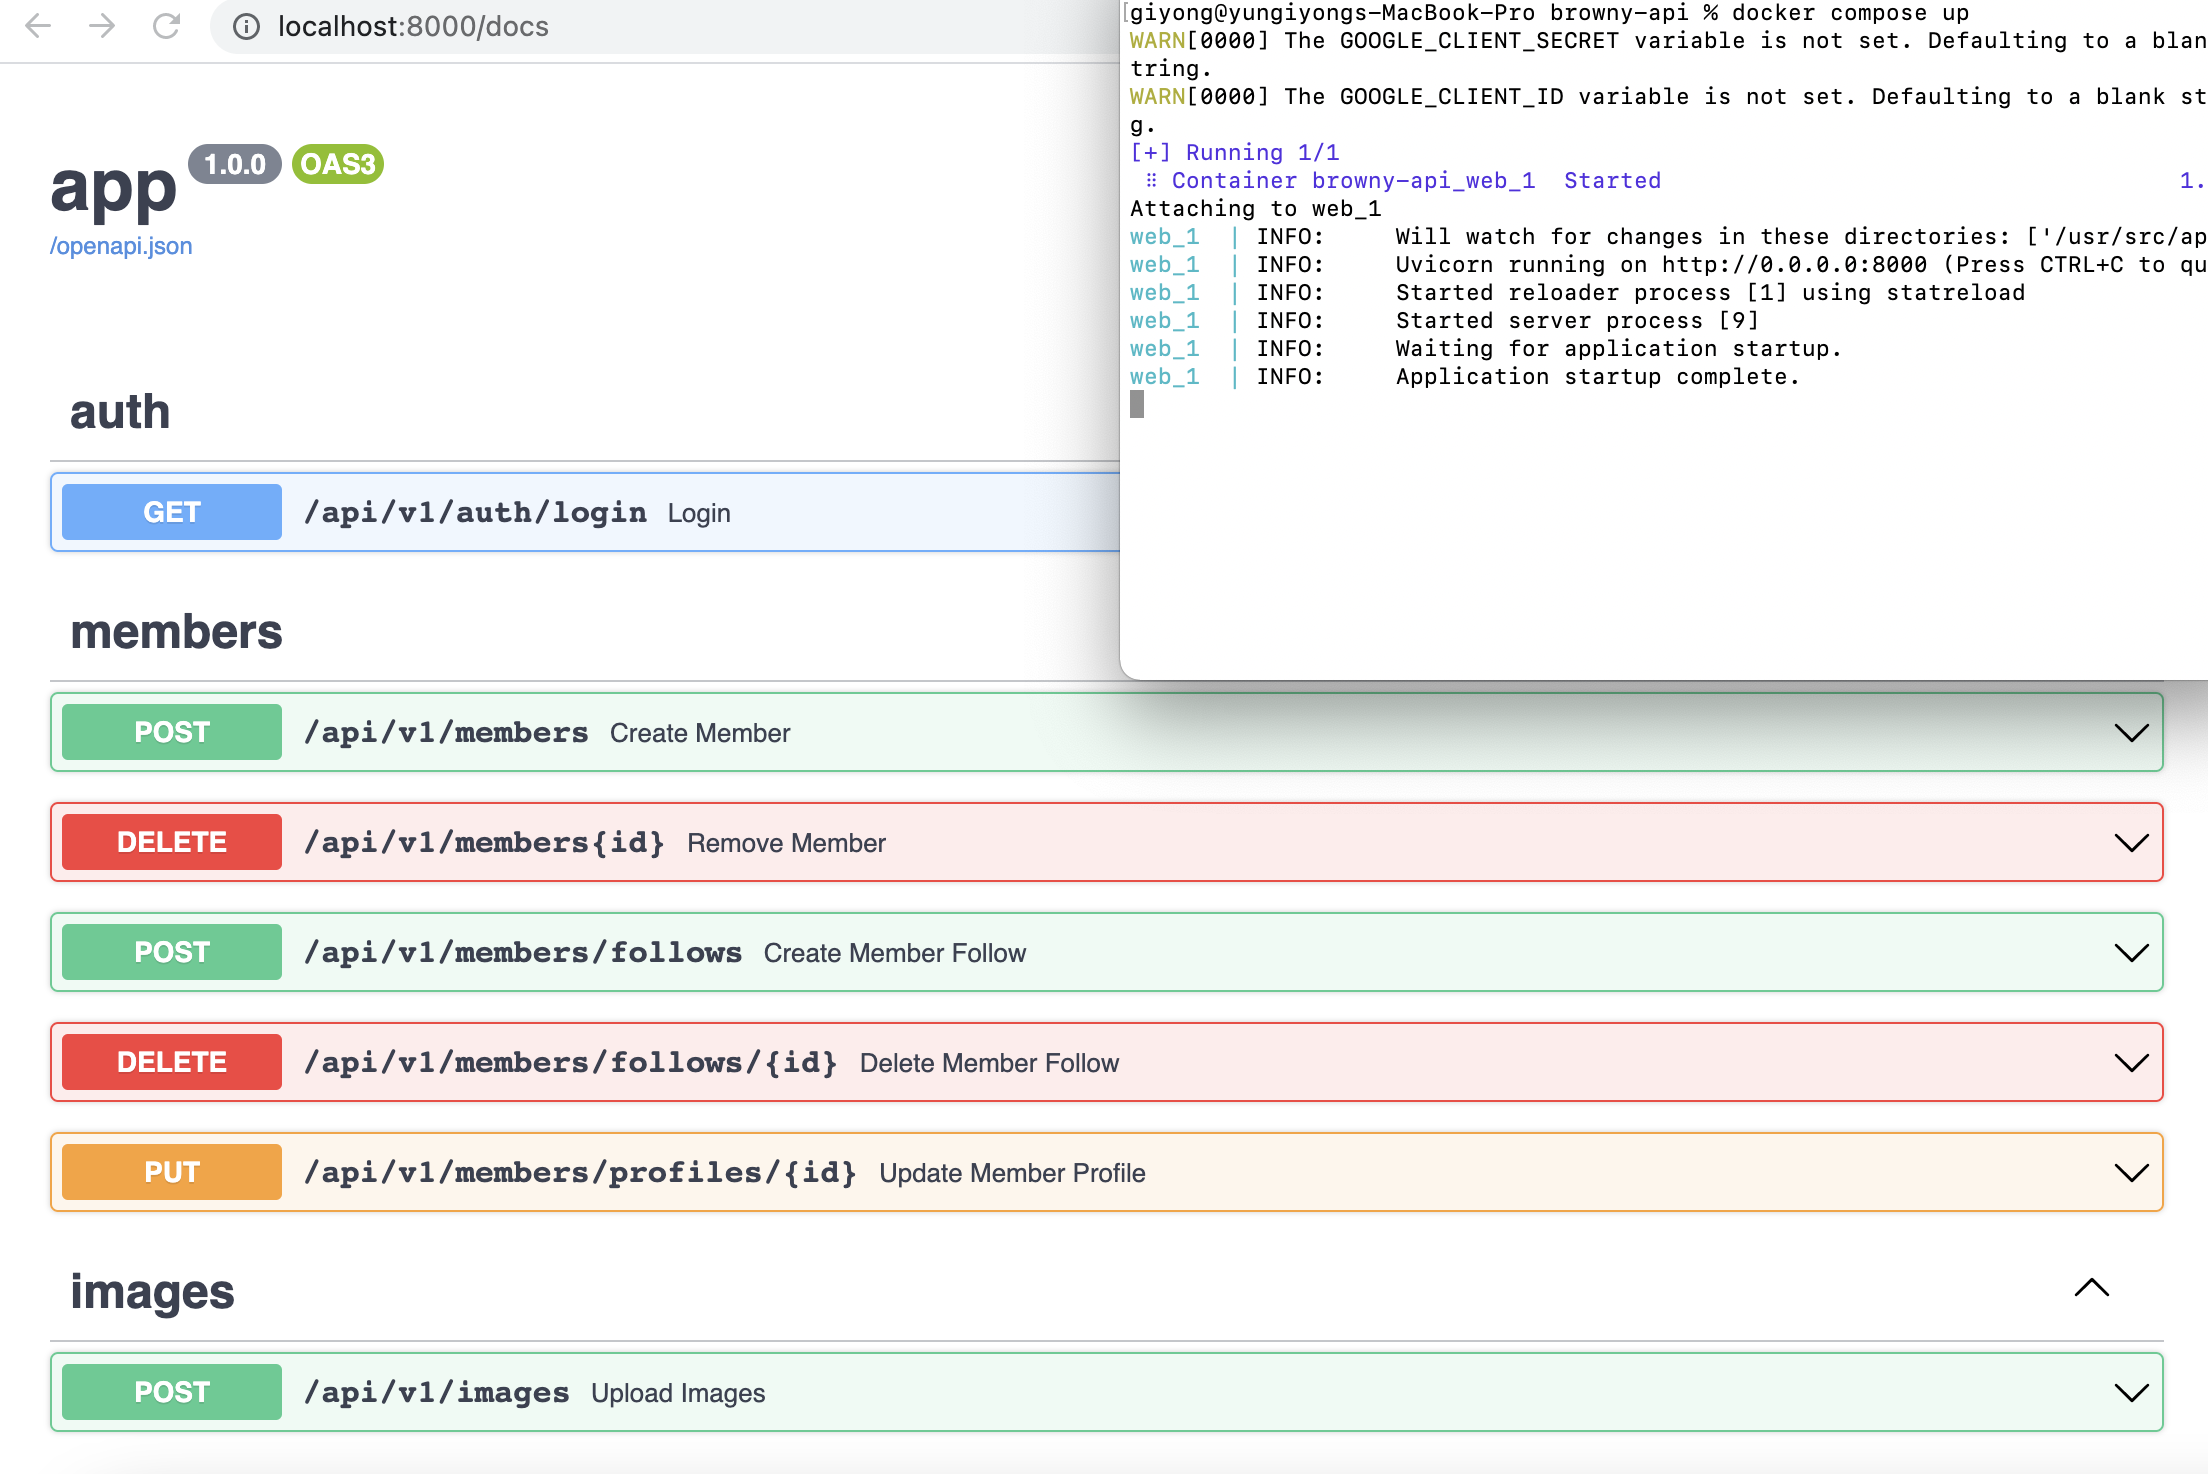 localhost:8000/docs
app 1.0.0 OAS3
/openapi.json
auth
GET /api/v1/auth/login Login
members
POST /api/v1/members Create Member
DELETE /api/v1/members{id} Remove Member
POST /api/v1/members/follows Create Member Follow
DELETE /api/v1/members/follows/{id} Delete Member Follow
PUT /api/v1/members/profiles/{id} Update Member Profile
images
POST /api/v1/images Upload Images
[giyong@yungiyongs-MacBook-Pro browny-api % docker compose up
WARN[0000] The GOOGLE_CLIENT_SECRET variable is not set. Defaulting to a blan
tring.
WARN[0000] The GOOGLE_CLIENT_ID variable is not set. Defaulting to a blank st
g.
[+] Running 1/1
⠿ Container browny-api_web_1  Started 1.
Attaching to web_1
web_1  | INFO:     Will watch for changes in these directories: ['/usr/src/ap
web_1  | INFO:     Uvicorn running on http://0.0.0.0:8000 (Press CTRL+C to qu
web_1  | INFO:     Started reloader process [1] using statreload
web_1  | INFO:     Started server process [9]
web_1  | INFO:     Waiting for application startup.
web_1  | INFO:     Application startup complete.